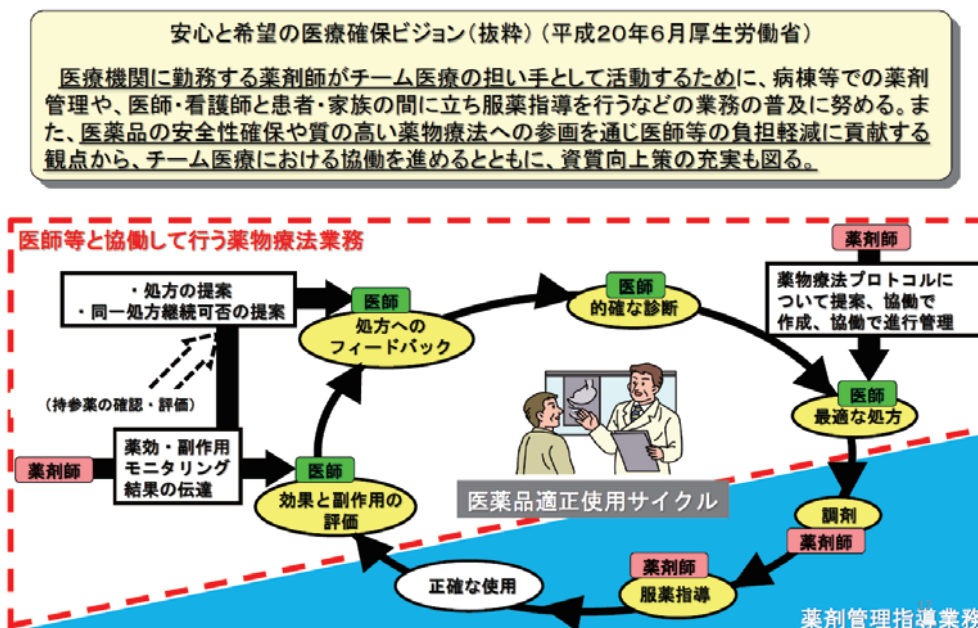 安心と希望の医療確保ビジョン(抜粋)(平成20年6月厚生労働省)
医療機関に勤務する薬剤師がチーム医療の担い手として活動するために、病棟等での薬剤
管理や、医師・看護師と患者・家族の間に立ち服薬指導を行うなどの業務の普及に努める。ま
た、医薬品の安全性確保や質の高い薬物療法への参画を通じ医師等の負担軽減に貢献する
観点から、チーム医療における協働を進めるとともに、資質向上策の充実も図る。
医師等と協働して行う薬物療法業務
薬剤師
薬物療法プロトコルに
ついて提案、協働で
作成、協働で進行管理
・処方の提案
・同一処方継続可否の提案
医師
処方への
フィードバック
医師
的確な診断
医師
最適な処方
(持参薬の確認・評価)
薬剤師
薬効・副作用
モニタリング
結果の伝達
医師
効果と副作用の
評価
医薬品適正使用サイクル
調剤
薬剤師
薬剤師
服薬指導
正確な使用
薬剤管理指導業務